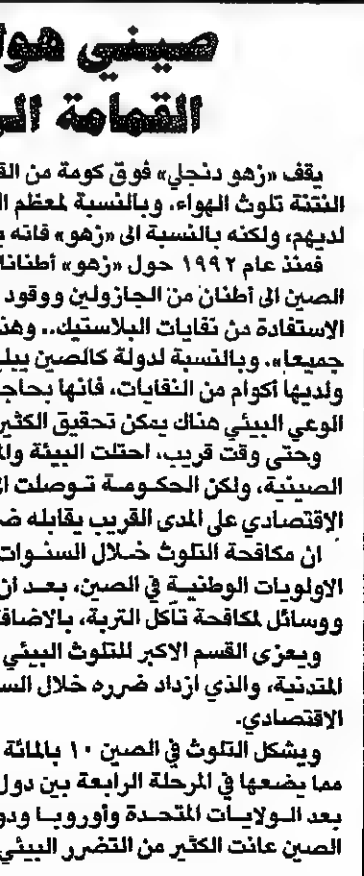 صيني هو
القمامة ال
يقف «زهو دنجلي» فوق كومة من
النتنة تلوث الهواء. وبالنسبة لمعظم
لديهم، ولكنه بالنسبة الى «زهو» فانه
فمنذ عام ١٩٩٢ حول «زهو» أطنانا
الصين الى أطنان من الجازولين ووقود
الاستفادة من نفايات البلاستيك.. وهذ
جميعا». وبالنسبة لدولة كالصين يبل
ولديها أكوام من النفايات، فانها بحاج
الوعي البيئي هناك يمكن تحقيق الكثير
وحتى وقت قريب، احتلت البيئة وال
الصينية، ولكن الحكومة توصلت ا
الاقتصادي على المدى القريب يقابله ض
ان مكافحة التلوث خلال السنوات
الاولويات الوطنية في الصين، بعد ان
ووسائل لمكافحة تآكل التربة، بالاضاف
ويعزى القسم الاكبر للتلوث البيئي
المتدنية، والذي ازداد ضرره خلال الس
الاقتصادي.
ويشكل التلوث في الصين ١٠ بالمائة
مما يضعها في المرحلة الرابعة بين دول
بعد الولايات المتحدة وأوروبا ودو
الصين عانت الكثير من التضرر البيئي